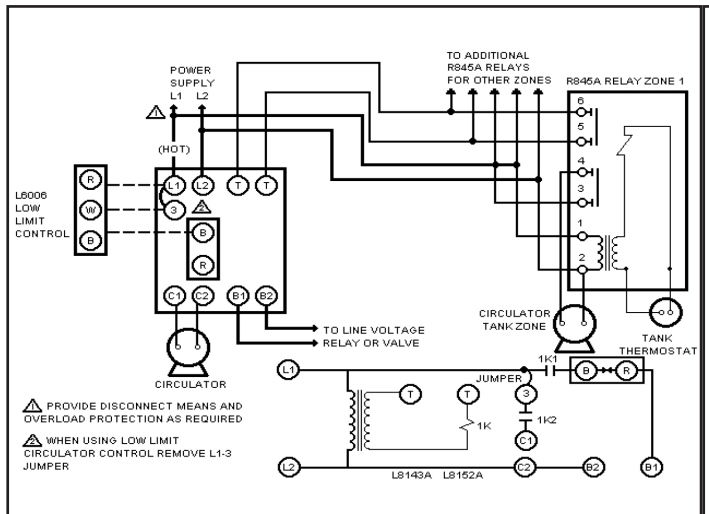 TO ADDITIONAL
R845A RELAYS
FOR OTHER ZONES
POWER
SUPPLY
L1 L2
R845A RELAY ZONE 1
6
5
4
3
1
2
1
(HOT)
L1 L2 T T
3
2
B
R
C1 C2 B1 B2
R
W
B
L6006
LOW
LIMIT
CONTROL
TO LINE VOLTAGE
RELAY OR VALVE
CIRCULATOR
CIRCULATOR
TANK ZONE
TANK
THERMOSTAT
L1
T
T
1K
JUMPER
3
1K1
B R
1K2
C1
L2
L8143A L8152A
C2
B2
B1
1 PROVIDE DISCONNECT MEANS AND
OVERLOAD PROTECTION AS REQUIRED
2 WHEN USING LOW LIMIT
CIRCULATOR CONTROL REMOVE L1-3
JUMPER